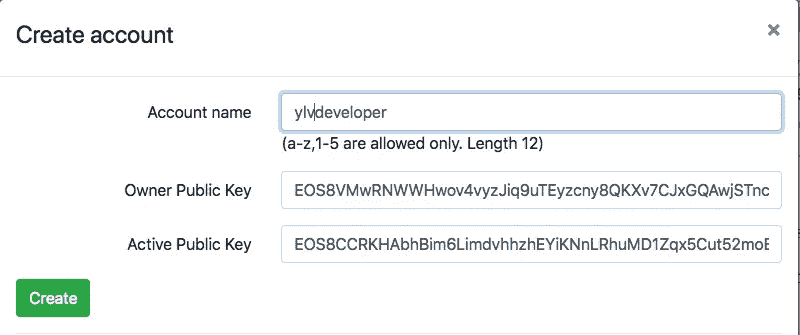 Create account ×
Account name ylvdeveloper
(a-z,1-5 are allowed only. Length 12)
Owner Public Key EOS8VMwRNWWHwov4vyzJiq9uTEyzcny8QKXv7CJxGQAwjSTnc
Active Public Key EOS8CCRKHAbhBim6LimdvhhzhEYiKNnLRhuMD1Zqx5Cut52moE
Create